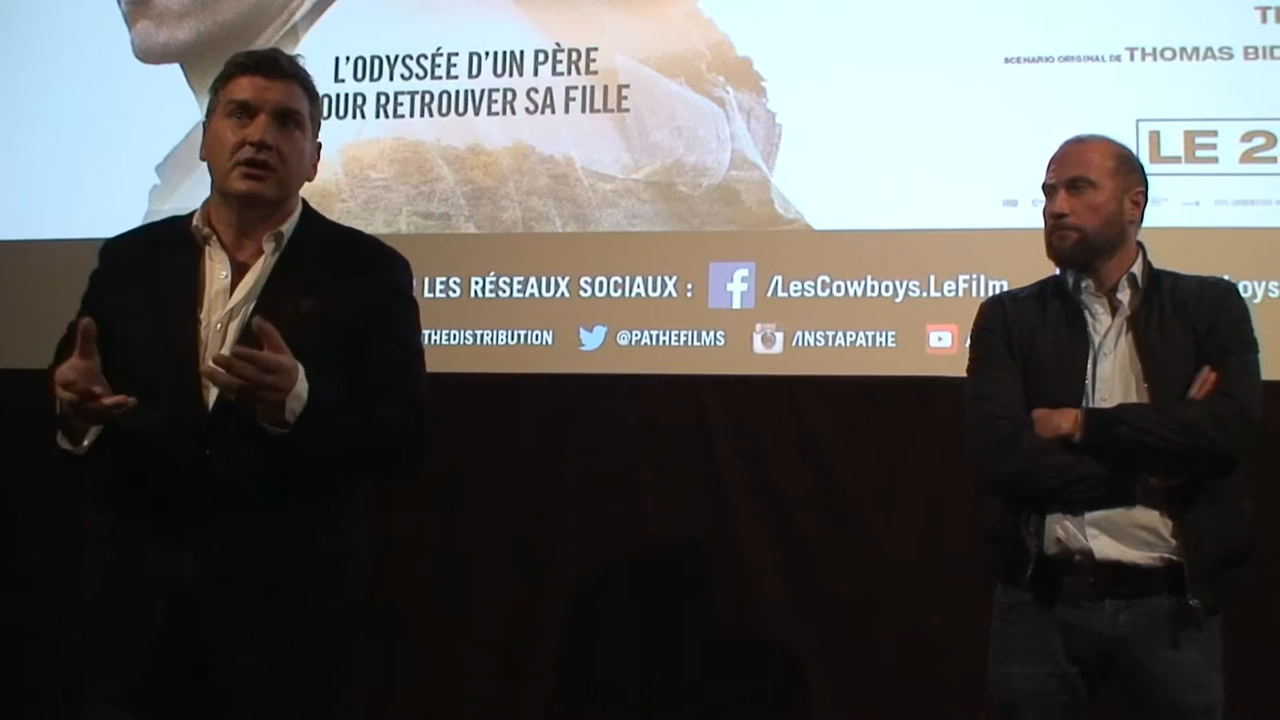 L'ODYSSÉE D'UN PÈRE
OUR RETROUVER SA FILLE
SCENARIO ORIGINAL DE THOMAS BID
LE 2
LES RÉSEAUX SOCIAUX : f /LesCowboys.LeFilm
THEDISTRIBUTION @PATHEFILMS /INSTAPATHE